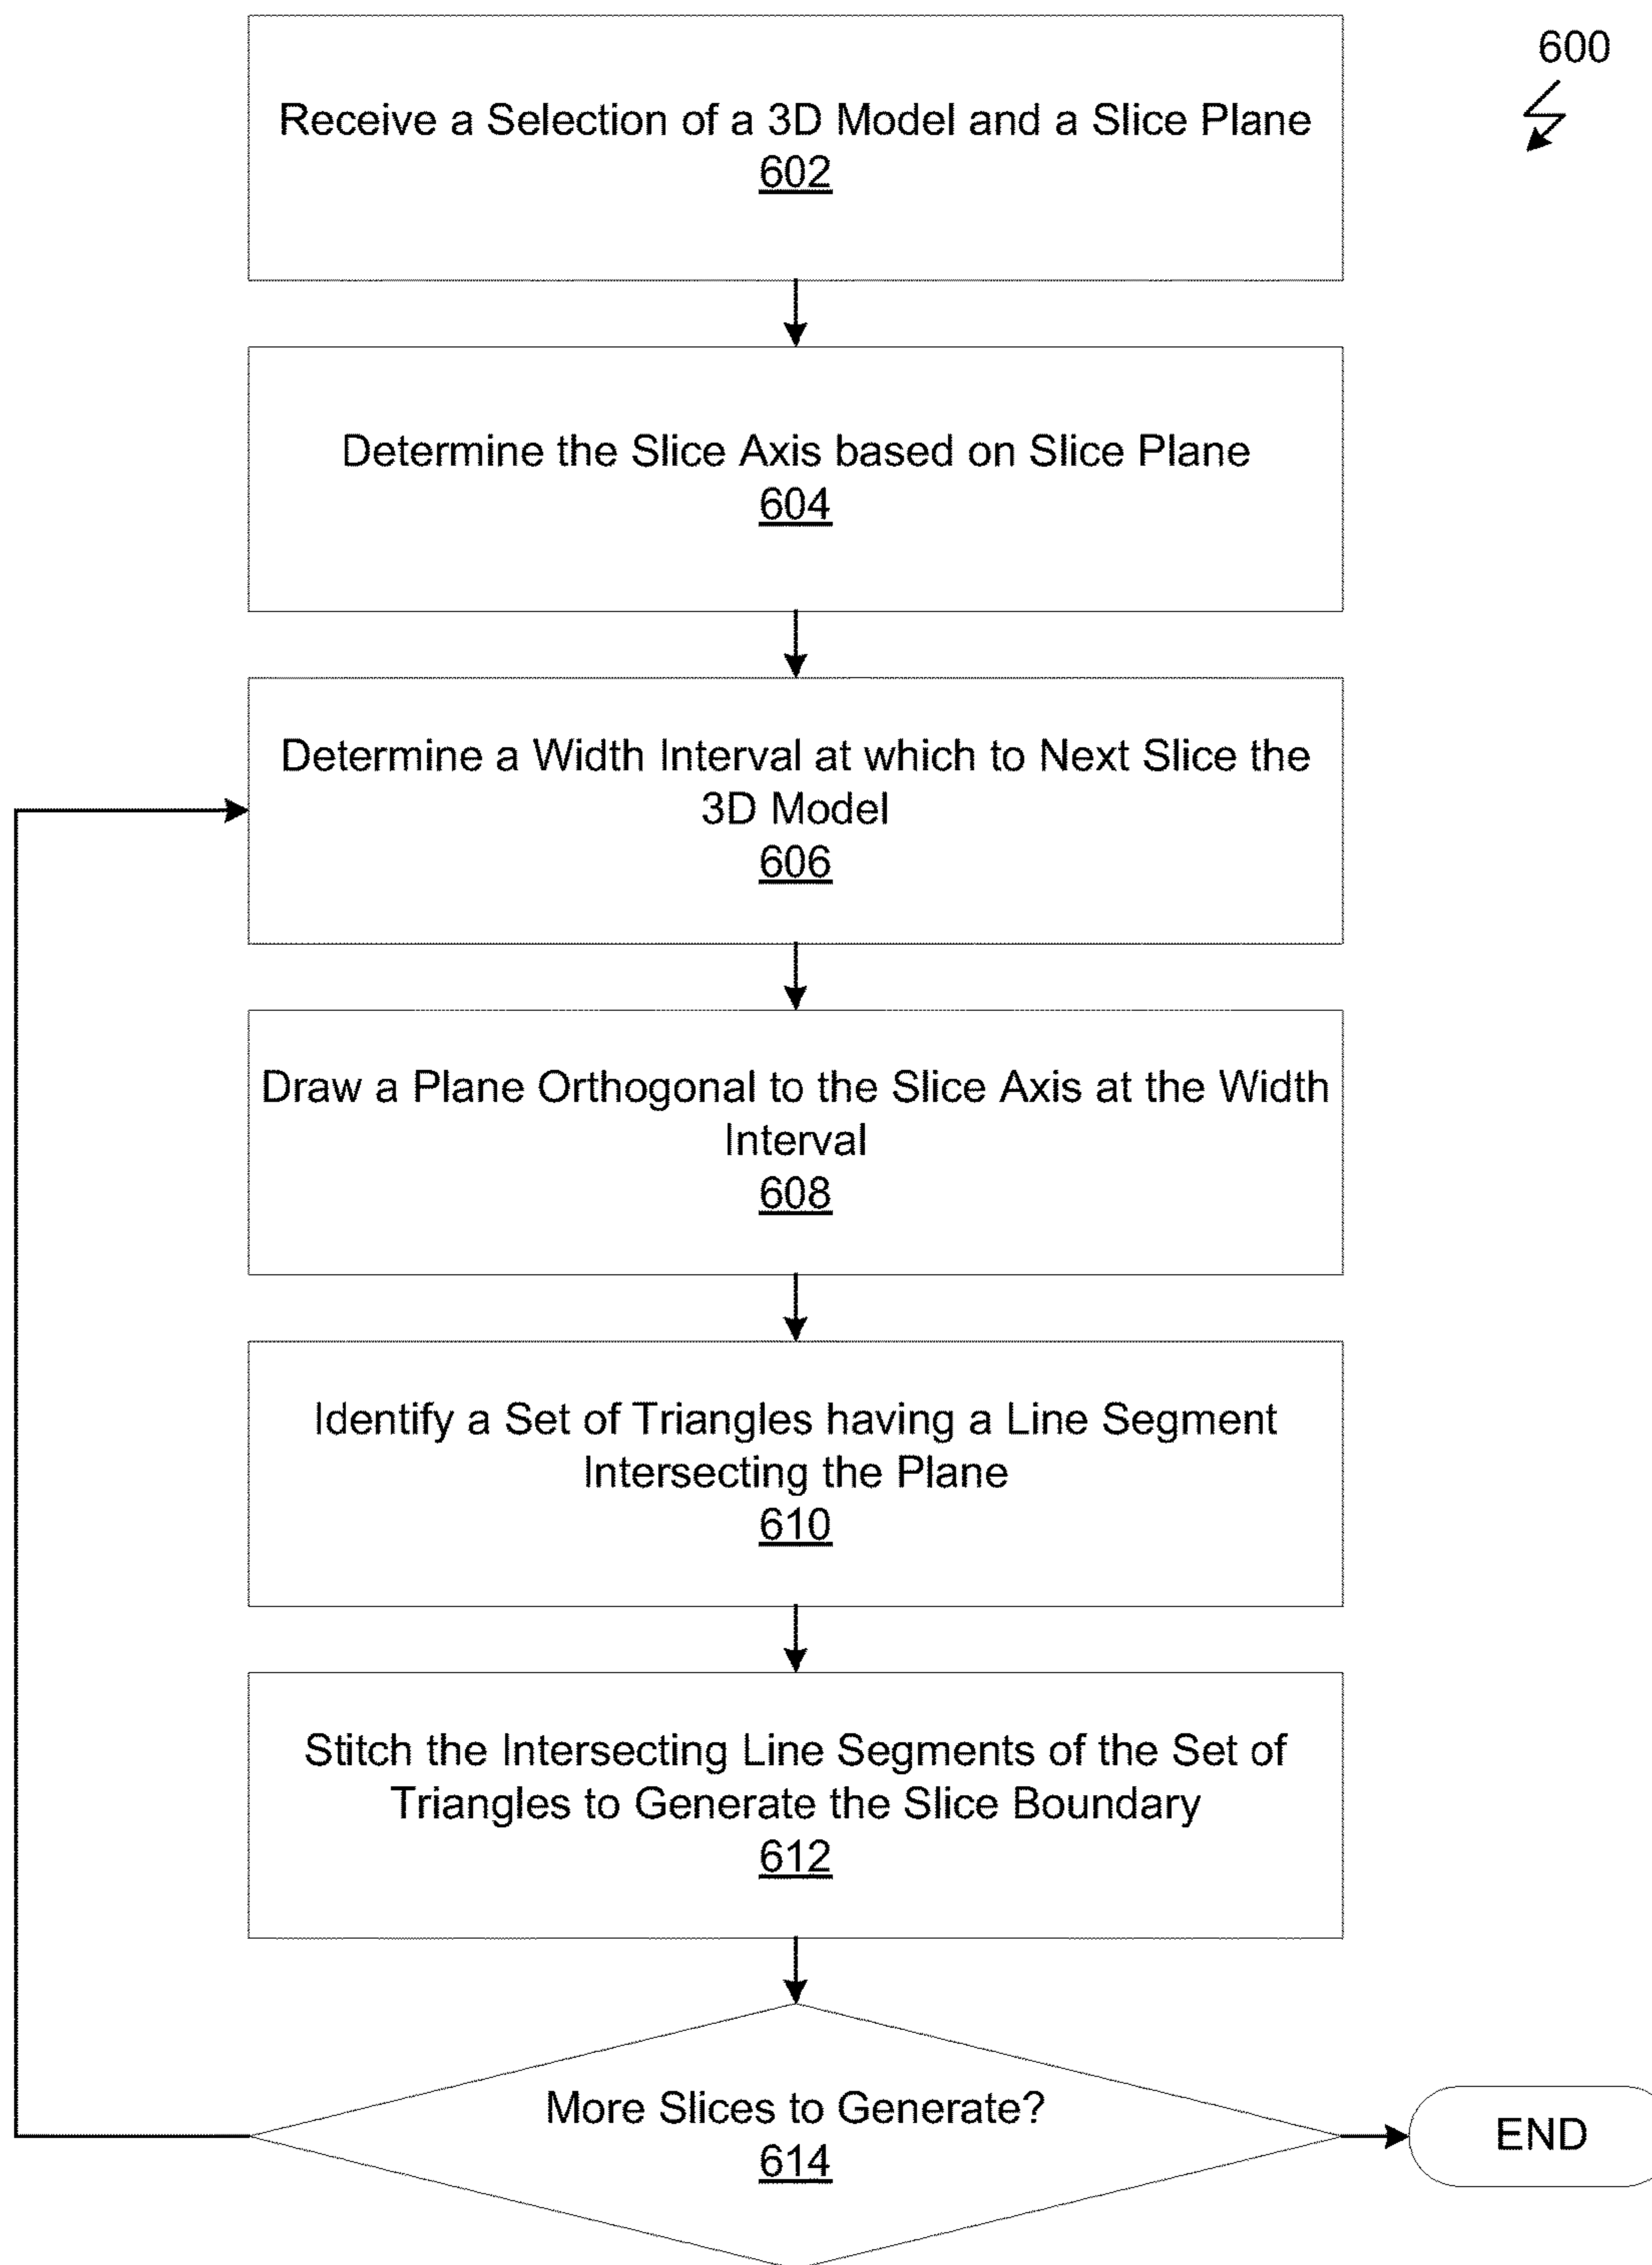 600
Receive a Selection of a 3D Model and a Slice Plane
602
Determine the Slice Axis based on Slice Plane
604
Determine a Width Interval at which to Next Slice the
3D Model
606
Draw a Plane Orthogonal to the Slice Axis at the Width
Interval
608
Identify a Set of Triangles having a Line Segment
Intersecting the Plane
610
Stitch the Intersecting Line Segments of the Set of
Triangles to Generate the Slice Boundary
612
More Slices to Generate?
614
END